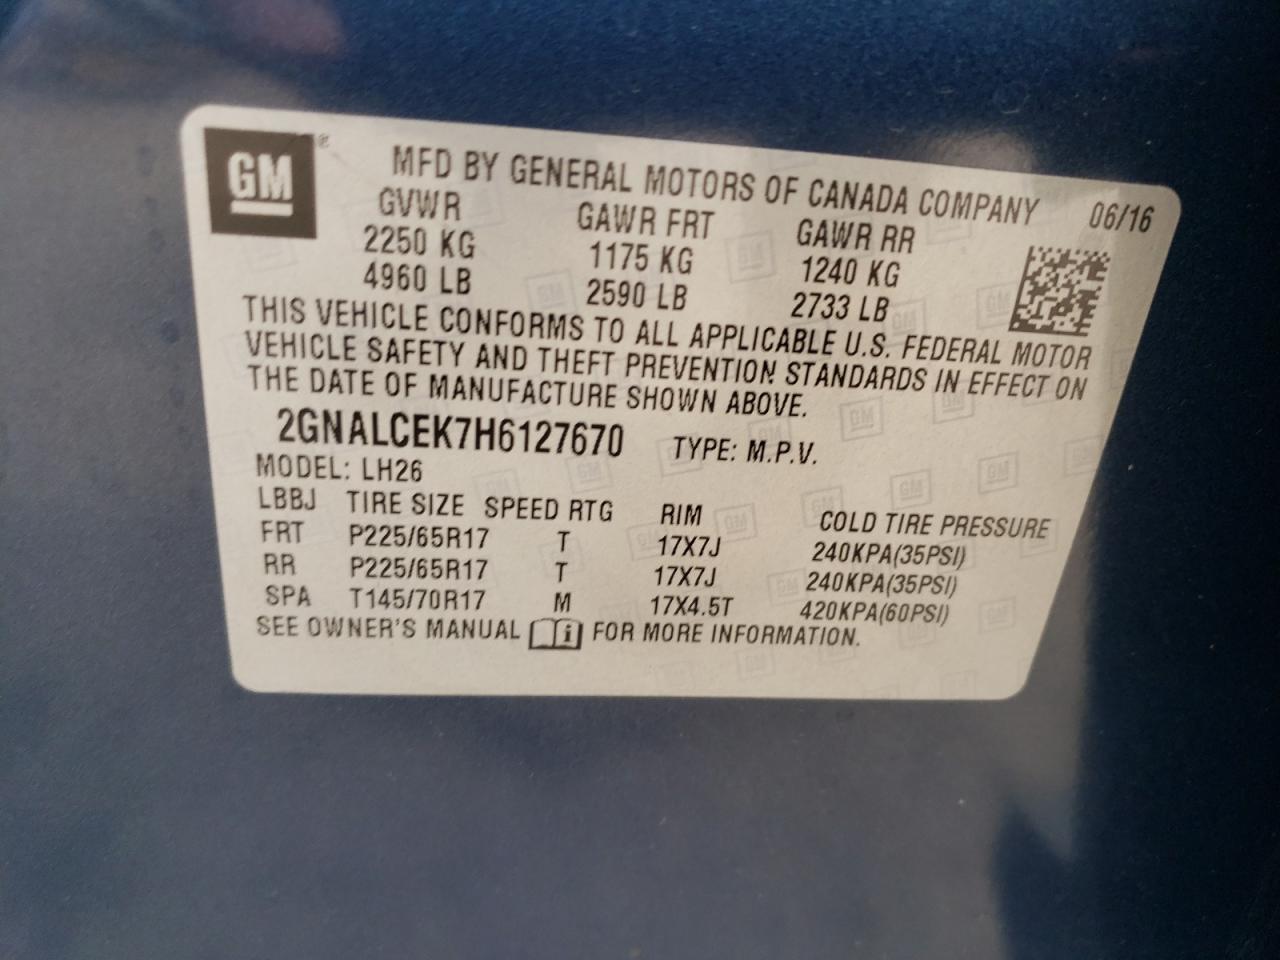 GM ®
MFD BY GENERAL MOTORS OF CANADA COMPANY 06/16
GVWR GAWR FRT GAWR RR
2250 KG 1175 KG 1240 KG
4960 LB 2590 LB 2733 LB
THIS VEHICLE CONFORMS TO ALL APPLICABLE U.S. FEDERAL MOTOR
VEHICLE SAFETY AND THEFT PREVENTION STANDARDS IN EFFECT ON
THE DATE OF MANUFACTURE SHOWN ABOVE.
2GNALCEK7H6127670 TYPE: M.P.V.
MODEL: LH26
LBBJ TIRE SIZE SPEED RTG RIM COLD TIRE PRESSURE
FRT P225/65R17 T 17X7J 240KPA(35PSI)
RR P225/65R17 T 17X7J 240KPA(35PSI)
SPA T145/70R17 M 17X4.5T 420KPA(60PSI)
SEE OWNER'S MANUAL i FOR MORE INFORMATION.